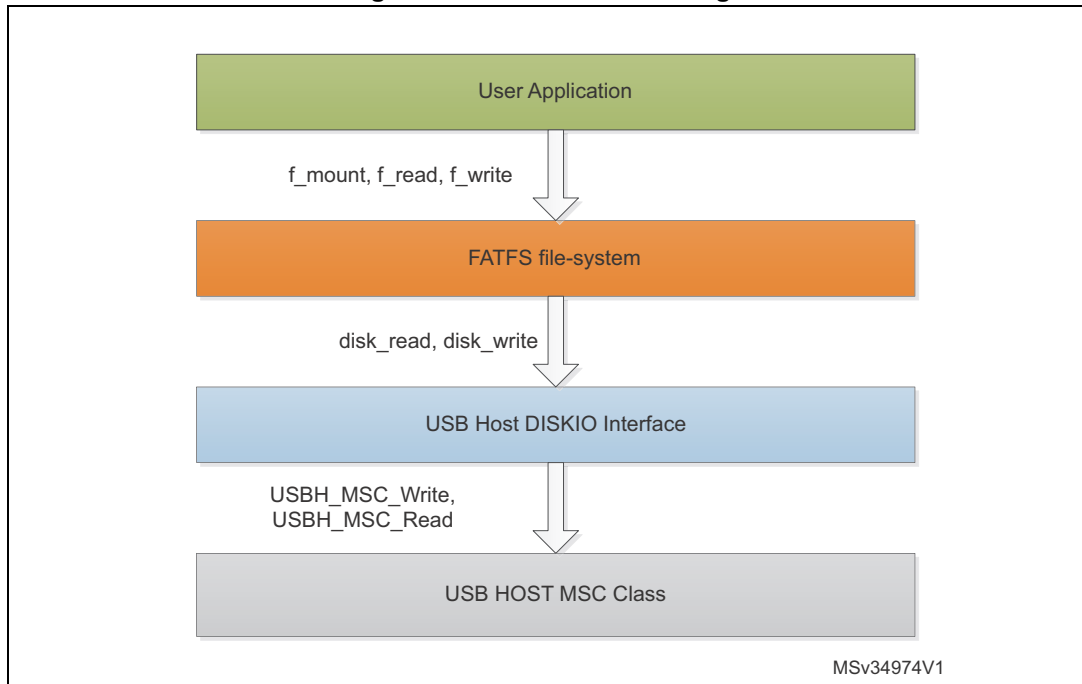 User Application
f_mount, f_read, f_write
FATFS file-system
disk_read, disk_write
USB Host DISKIO Interface
USBH_MSC_Write,
USBH_MSC_Read
USB HOST MSC Class
MSv34974V1